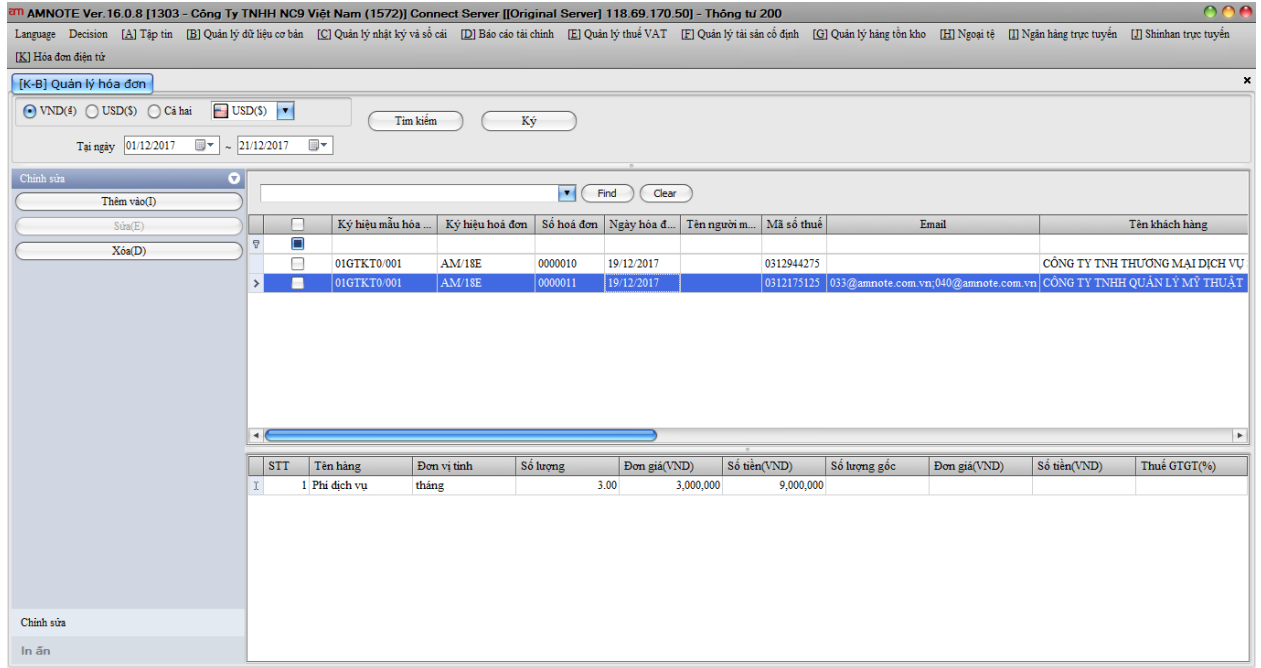 am AMNOTE Ver.16.0.8 [1303 - Công Ty TNHH NC9 Việt Nam (1572)] Connect Server [[Original Server] 118.69.170.50] - Thông tư 200
Language Decision [A] Tập tin [B] Quản lý dữ liệu cơ bản [C] Quản lý nhật ký và sổ cái [D] Báo cáo tài chính [E] Quản lý thuế VAT [F] Quản lý tài sản cố định [G] Quản lý hàng tồn kho [H] Ngoại tệ [I] Ngân hàng trực tuyến [J] Shinhan trực tuyến
[K] Hóa đơn điện tử
[K-B] Quản lý hóa đơn
VND(₫) USD($) Cả hai USD($)
Tìm kiếm Ký
Tại ngày 01/12/2017 ~ 21/12/2017
Chỉnh sửa
Thêm vào(I)
Sửa(E)
Xóa(D)
Find Clear
Ký hiệu mẫu hóa ... Ký hiệu hoá đơn Số hoá đơn Ngày hóa đ... Tên người m... Mã số thuế Email Tên khách hàng
01GTKT0/001 AM/18E 0000010 19/12/2017 0312944275 CÔNG TY TNH THƯƠNG MẠI DỊCH VỤ
01GTKT0/001 AM/18E 0000011 19/12/2017 0312175125 033@amnote.com.vn;040@amnote.com.vn CÔNG TY TNHH QUẢN LÝ MỸ THUẬT
STT Tên hàng Đơn vị tính Số lượng Đơn giá(VND) Số tiền(VND) Số lượng gốc Đơn giá(VND) Số tiền(VND) Thuế GTGT(%)
1 Phí dịch vụ tháng 3.00 3,000,000 9,000,000
Chỉnh sửa
In ấn